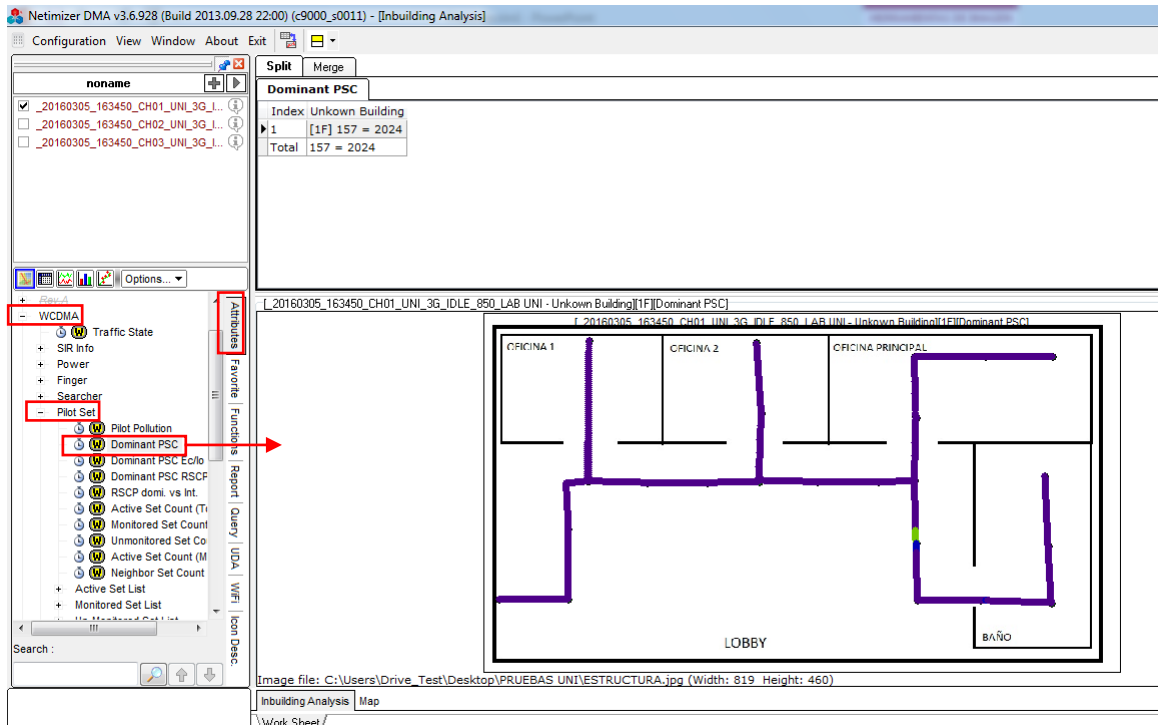 Netimizer DMA v3.6.928 (Build 2013.09.28 22:00) (c9000_s0011) - [Inbuilding Analysis]
Configuration View Window About Exit
noname
_20160305_163450_CH01_UNI_3G_I...
_20160305_163450_CH02_UNI_3G_I...
_20160305_163450_CH03_UNI_3G_I...
Options...
Rev.A
WCDMA
Traffic State
SIR Info
Power
Finger
Searcher
Pilot Set
Pilot Pollution
Dominant PSC
Dominant PSC Ec/Io
Dominant PSC RSCP
RSCP domi. vs Int.
Active Set Count (T
Monitored Set Count
Unmonitored Set Co
Active Set Count (M
Neighbor Set Count
Active Set List
Monitored Set List
Attributes
Favorite
Functions
Report
Query
UDA
WiFi
Icon Desc.
Search :
Split Merge
Dominant PSC
Index Unkown Building
1 [1F] 157 = 2024
Total 157 = 2024
[_20160305_163450_CH01_UNI_3G_IDLE_850_LAB UNI - Unkown Building][1F][Dominant PSC]
[_20160305_163450_CH01_UNI_3G_IDLE_850_LAB UNI - Unkown Building][1F][Dominant PSC]
OFICINA 1
OFICINA 2
OFICINA PRINCIPAL
LOBBY
BAÑO
Image file: C:\Users\Drive_Test\Desktop\PRUEBAS UNI\ESTRUCTURA.jpg (Width: 819 Height: 460)
Inbuilding Analysis Map
Work Sheet